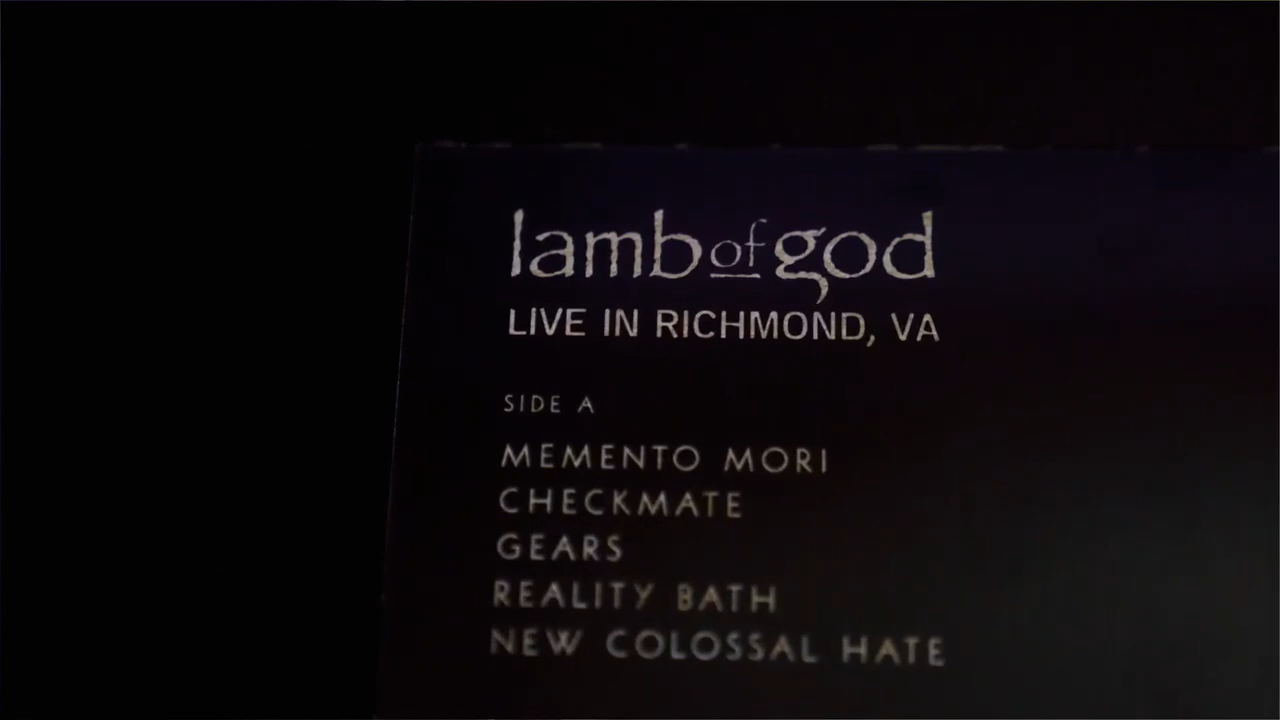 lamb of god
LIVE IN RICHMOND, VA
SIDE A
MEMENTO MORI
CHECKMATE
GEARS
REALITY BATH
NEW COLOSSAL HATE